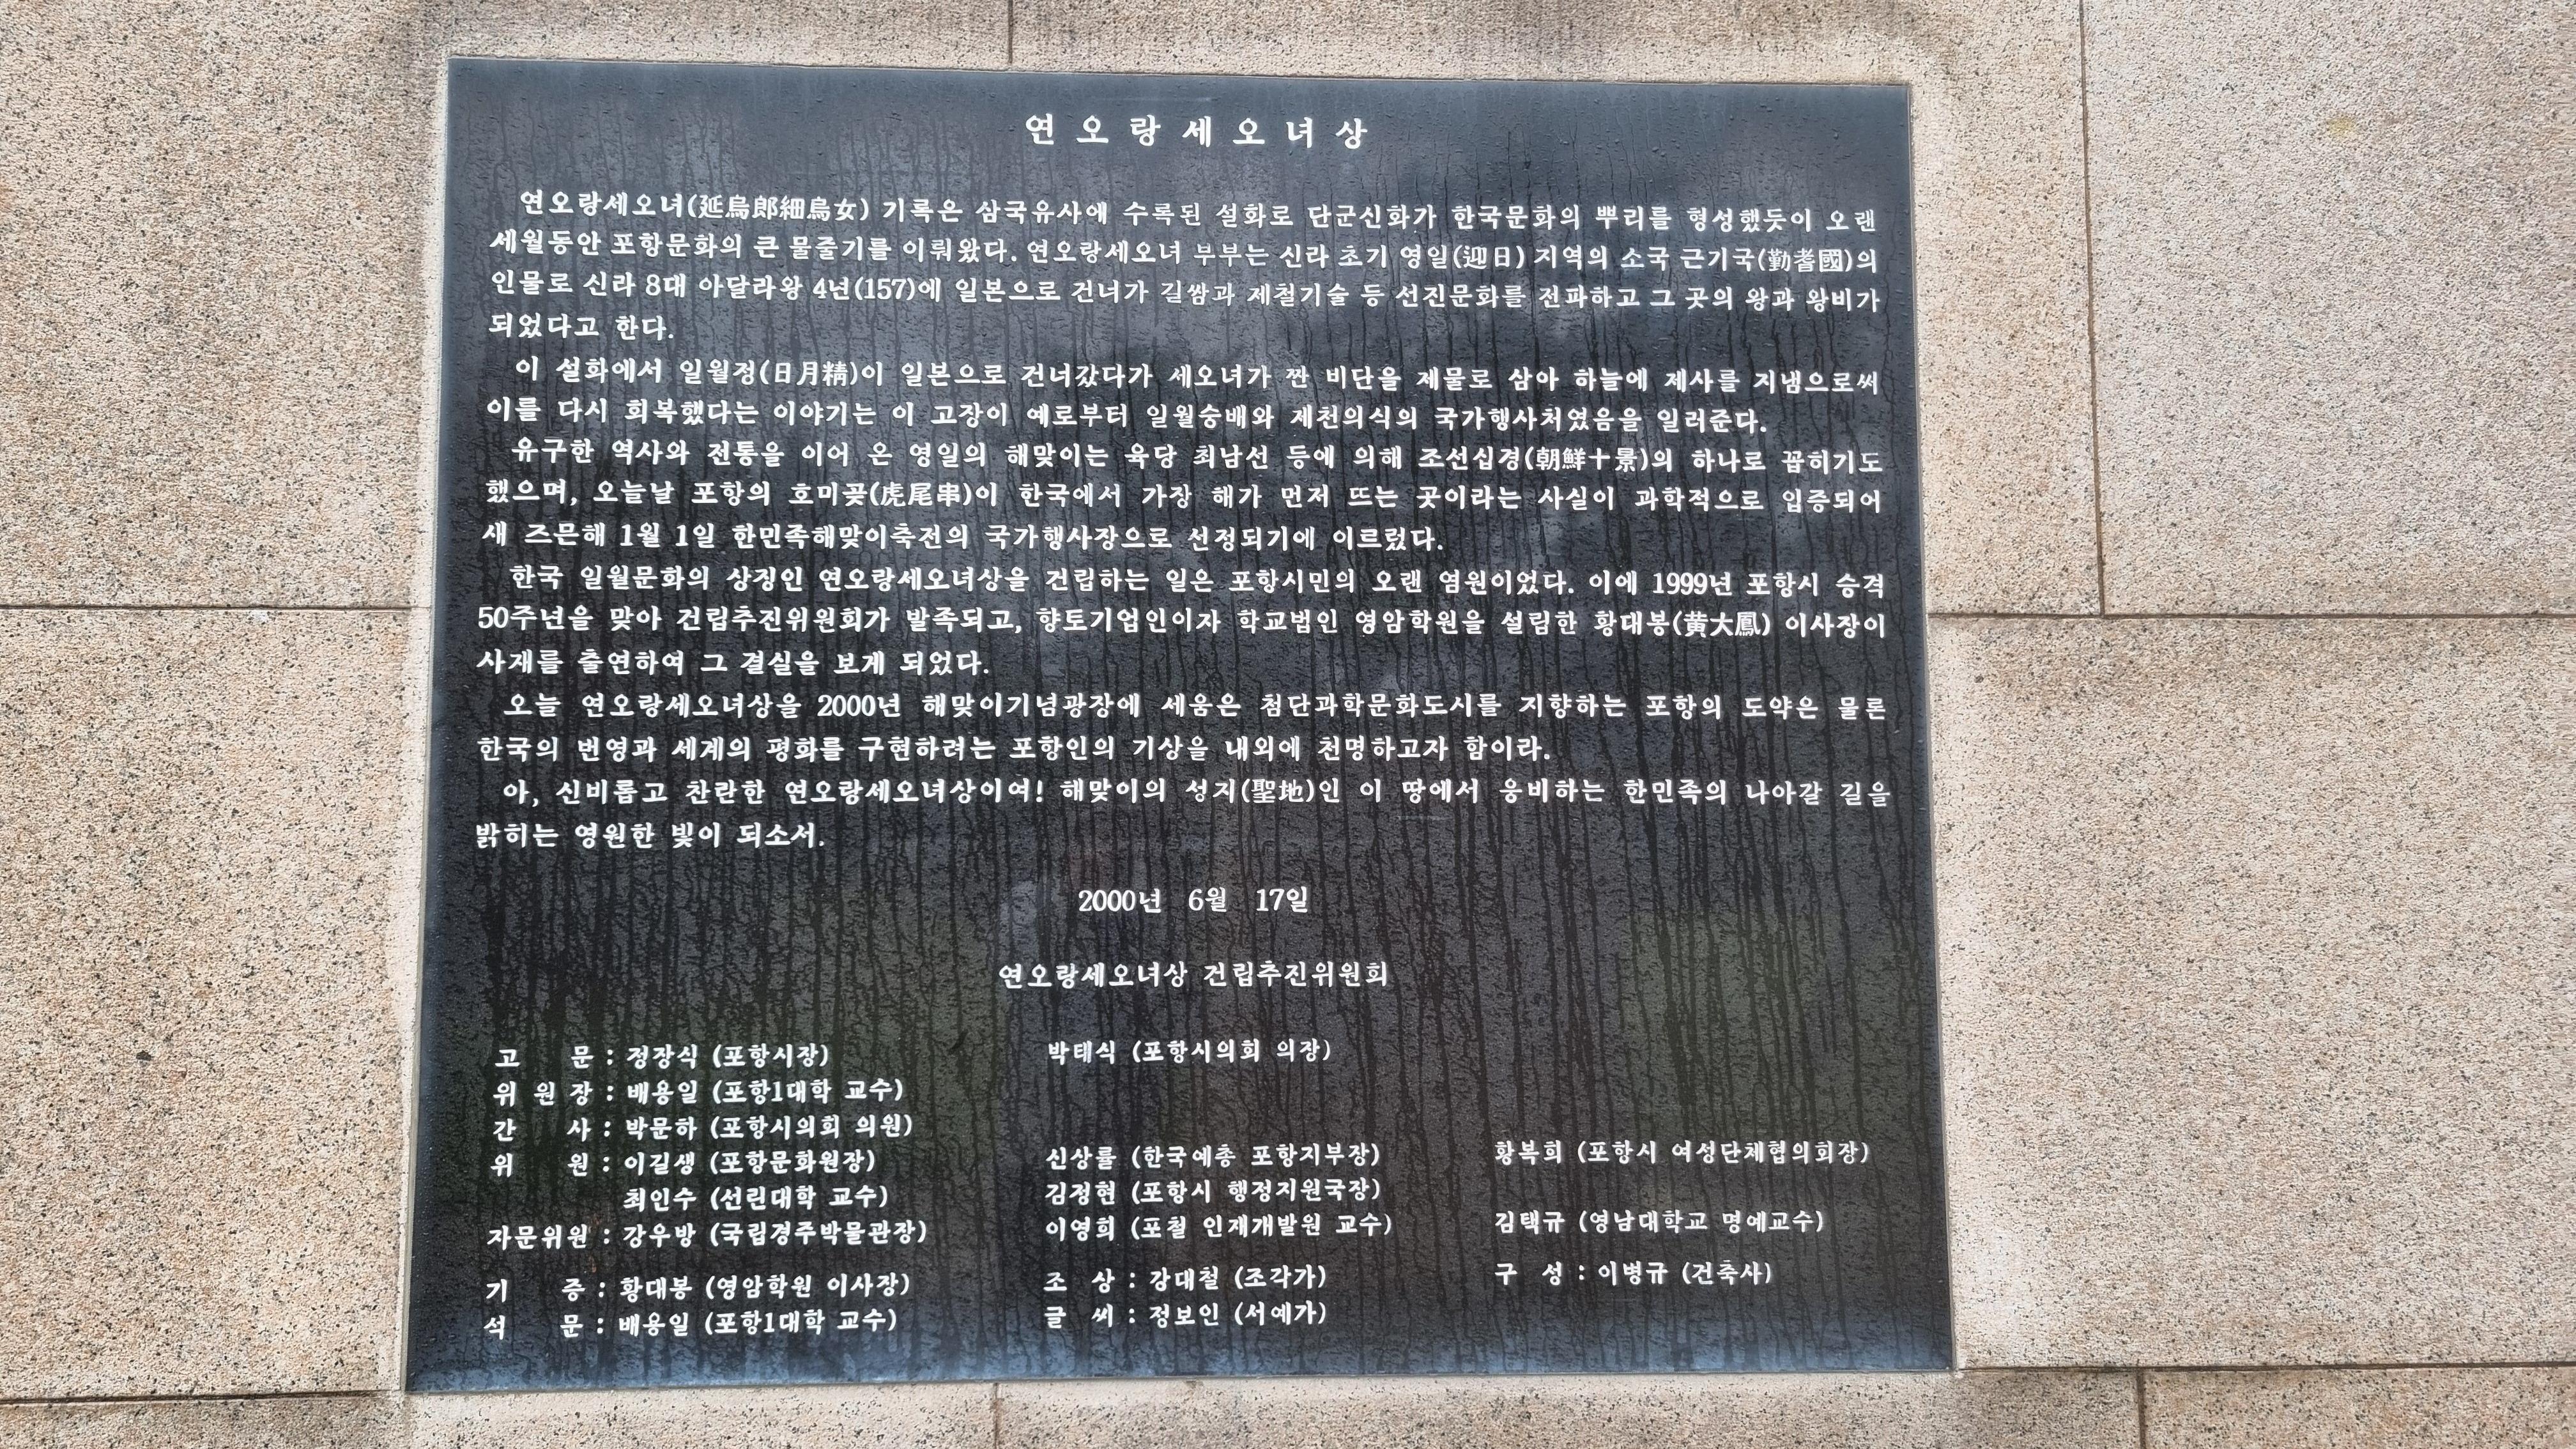 연오랑세오녀상
연오랑세오녀(延烏郎細烏女) 기록은 삼국유사에 수록된 설화로 단군신화가 한국문화의 뿌리를 형성했듯이 오랜
세월동안 포항문화의 큰 물줄기를 이뤄왔다. 연오랑세오녀 부부는 신라 초기 영일(迎日) 지역의 소국 근기국(勤耆國)의
인물로 신라 8대 아달라왕 4년(157)에 일본으로 건너가 길쌈과 제철기술 등 선진문화를 전파하고 그 곳의 왕과 왕비가
되었다고 한다.
이 설화에서 일월정(日月精)이 일본으로 건너갔다가 세오녀가 짠 비단을 제물로 삼아 하늘에 제사를 지냄으로써
이를 다시 회복했다는 이야기는 이 고장이 예로부터 일월숭배와 제천의식의 국가행사처였음을 일러준다.
유구한 역사와 전통을 이어 온 영일의 해맞이는 육당 최남선 등에 의해 조선십경(朝鮮十景)의 하나로 꼽히기도
했으며, 오늘날 포항의 호미곶(虎尾串)이 한국에서 가장 해가 먼저 뜨는 곳이라는 사실이 과학적으로 입증되어
새 즈믄해 1월 1일 한민족해맞이축전의 국가행사장으로 선정되기에 이르렀다.
한국 일월문화의 상징인 연오랑세오녀상을 건립하는 일은 포항시민의 오랜 염원이었다. 이에 1999년 포항시 승격
50주년을 맞아 건립추진위원회가 발족되고, 향토기업인이자 학교법인 영암학원을 설립한 황대봉(黄大鳳) 이사장이
사재를 출연하여 그 결실을 보게 되었다.
오늘 연오랑세오녀상을 2000년 해맞이기념광장에 세움은 첨단과학문화도시를 지향하는 포항의 도약은 물론
한국의 번영과 세계의 평화를 구현하려는 포항인의 기상을 내외에 천명하고자 함이라.
아, 신비롭고 찬란한 연오랑세오녀상이여! 해맞이의 성지(聖地)인 이 땅에서 웅비하는 한민족의 나아갈 길을
밝히는 영원한 빛이 되소서.
2000년 6월 17일
연오랑세오녀상 건립추진위원회
고 문 : 정장식 (포항시장) 박태식 (포항시의회 의장)
위 원 장 : 배용일 (포항1대학 교수)
간 사 : 박문하 (포항시의회 의원)
위 원 : 이길생 (포항문화원장) 신상률 (한국예총 포항지부장) 황복희 (포항시 여성단체협의회장)
최인수 (선린대학 교수) 김정현 (포항시 행정지원국장)
자문위원 : 강우방 (국립경주박물관장) 이영희 (포철 인재개발원 교수) 김택규 (영남대학교 명예교수)
기 증 : 황대봉 (영암학원 이사장) 조 상 : 강대철 (조각가) 구 성 : 이병규 (건축사)
석 문 : 배용일 (포항1대학 교수) 글 씨 : 정보인 (서예가)